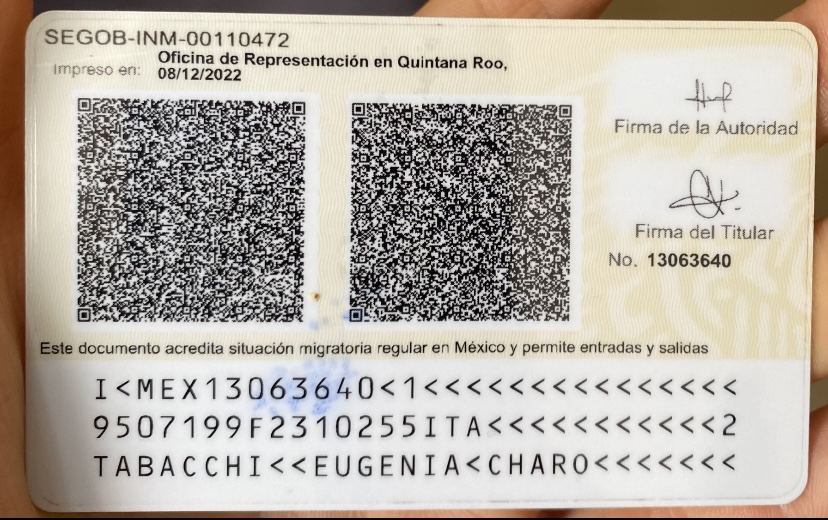 SEGOB-INM-00110472
Impreso en: Oficina de Representación en Quintana Roo,
08/12/2022
Firma de la Autoridad
Firma del Titular
No. 13063640
Este documento acredita situación migratoria regular en México y permite entradas y salidas
I<MEX13063640<1<<<<<<<<<<<<<<<
9507199F2310255ITA<<<<<<<<<<<2
TABACCHI<<EUGENIA<CHARO<<<<<<<